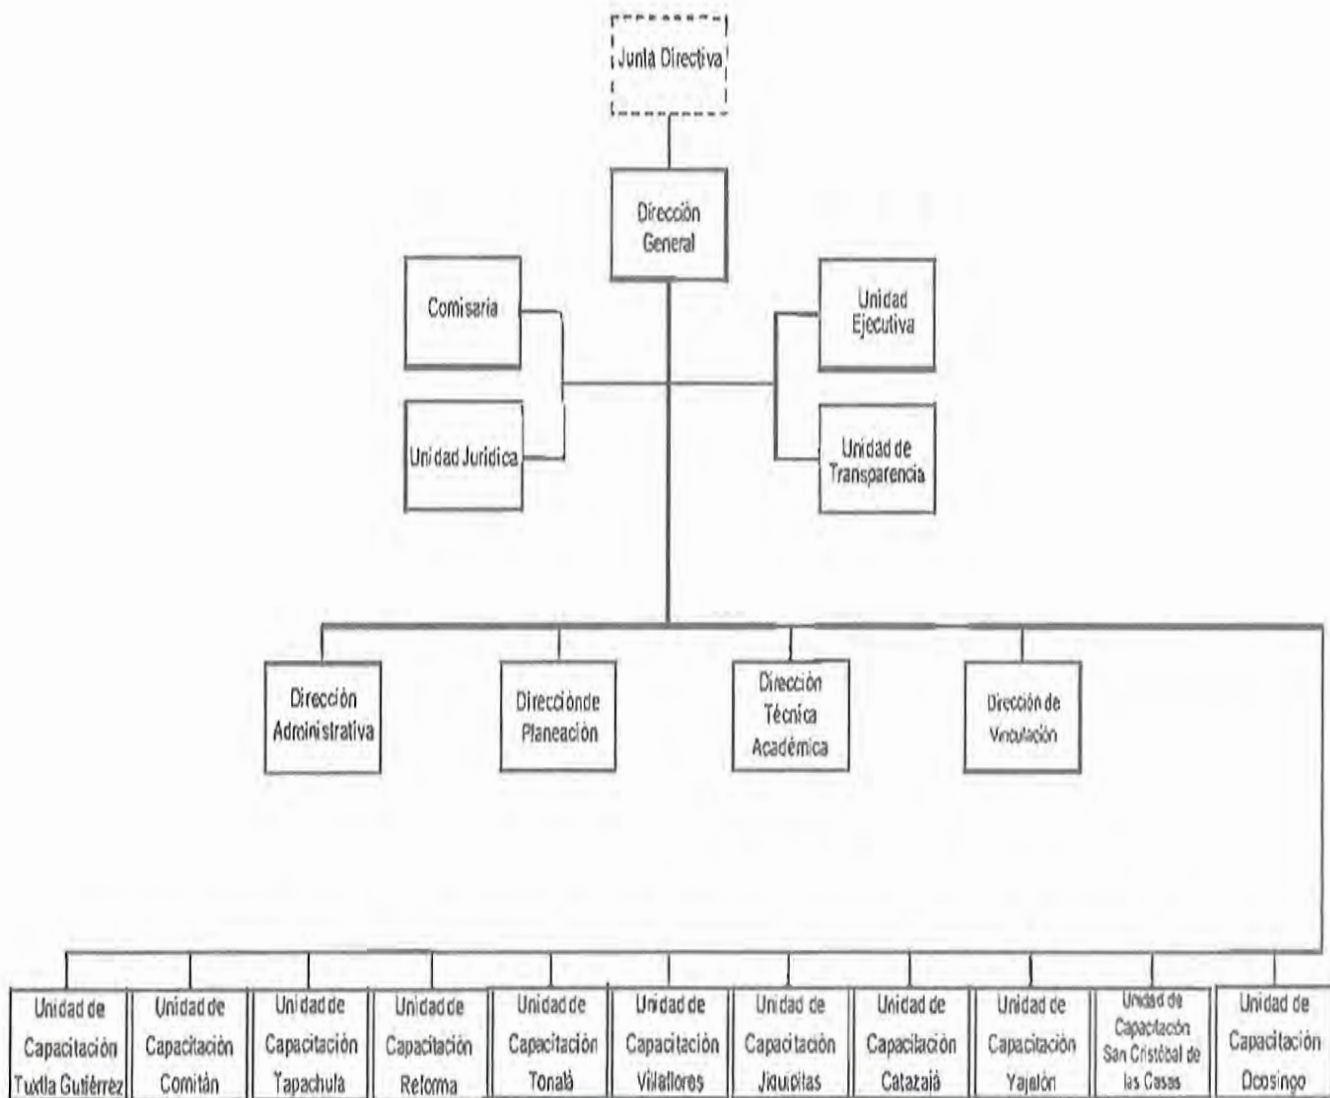 Junta Directiva
Dirección
General
Comisaria
Unidad
Ejecutiva
Unidad Jurídica
Unidad de
Transparencia
Dirección
Administrativa
Dirección de
Planeación
Dirección
Técnica
Académica
Dirección de
Vinculación
Unidad de
Capacitación
Tuxtla Gutiérrez
Unidad de
Capacitación
Comitán
Unidad de
Capacitación
Tapachula
Unidad de
Capacitación
Reforma
Unidad de
Capacitación
Tonalá
Unidad de
Capacitación
Villaflores
Unidad de
Capacitación
Jiquipilas
Unidad de
Capacitación
Catazajá
Unidad de
Capacitación
Yajalón
Unidad de
Capacitación
San Cristóbal de
las Casas
Unidad de
Capacitación
Ocosingo